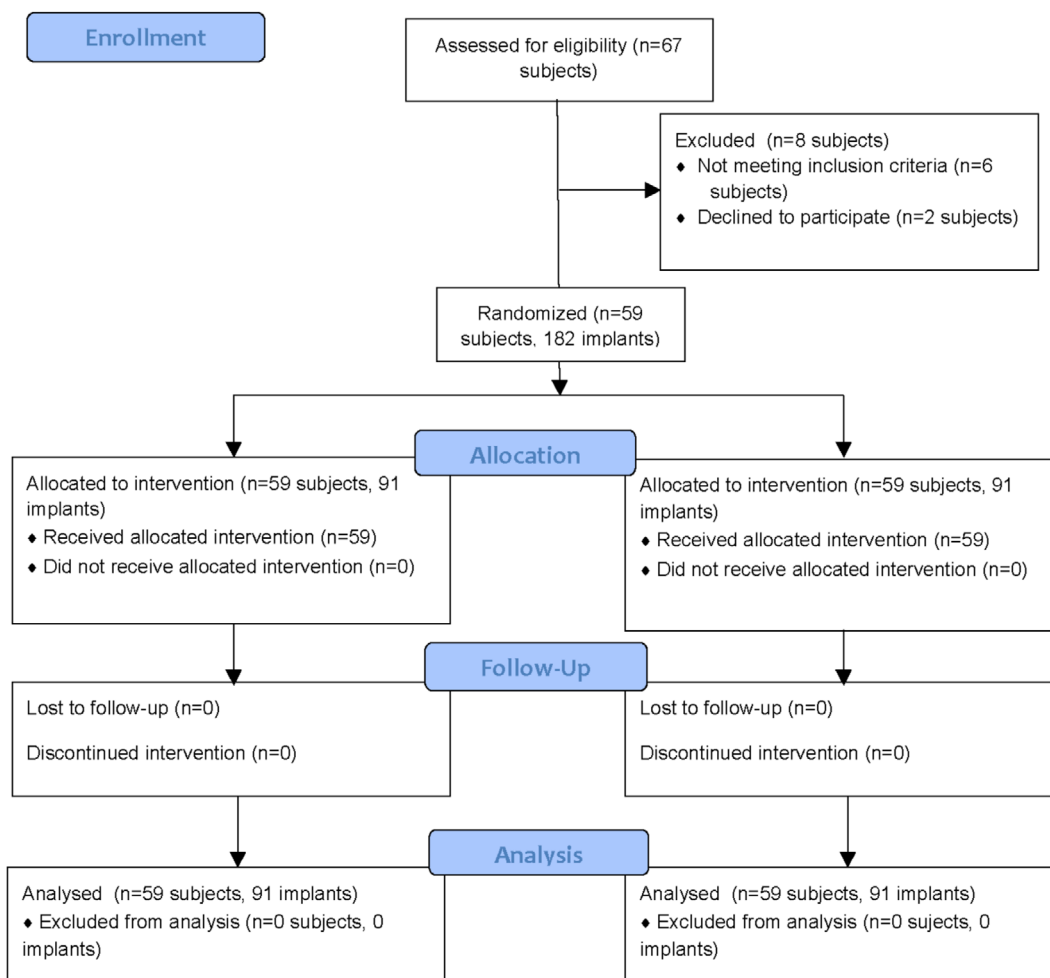 Enrollment
Assessed for eligibility (n=67
subjects)
Excluded (n=8 subjects)
♦ Not meeting inclusion criteria (n=6
subjects)
♦ Declined to participate (n=2 subjects)
Randomized (n=59
subjects, 182 implants)
Allocation
Allocated to intervention (n=59 subjects, 91
implants)
♦ Received allocated intervention (n=59)
♦ Did not receive allocated intervention (n=0)
Allocated to intervention (n=59 subjects, 91
implants)
♦ Received allocated intervention (n=59)
♦ Did not receive allocated intervention (n=0)
Follow-Up
Lost to follow-up (n=0)
Discontinued intervention (n=0)
Lost to follow-up (n=0)
Discontinued intervention (n=0)
Analysis
Analysed (n=59 subjects, 91 implants)
♦ Excluded from analysis (n=0 subjects, 0
implants)
Analysed (n=59 subjects, 91 implants)
♦ Excluded from analysis (n=0 sujects, 0
implants)